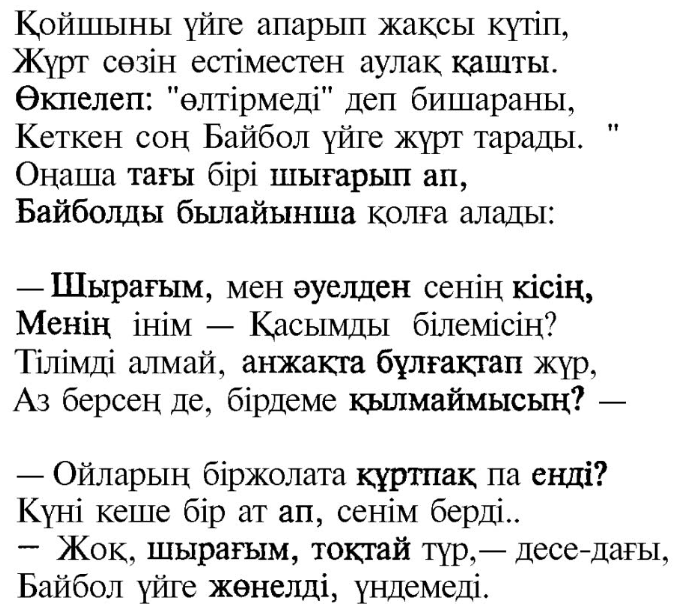 Қойшыны үйге апарып жақсы күтіп,
Жұрт сөзін естіместен аулақ қашты.
Өкпелеп: "өлтірмеді" деп бишараны,
Кеткен соң Байбол үйге жұрт тарады. "
Оңаша тағы бірі шығарып ап,
Байболды былайынша қолға алады:
— Шырағым, мен әуелден сенің кісің,
Менің інім — Қасымды білемісің?
Тілімді алмай, анжақта бұлғақтап жүр,
Аз берсең де, бірдеме қылмаймысың? —
— Ойларың біржолата құртпақ па енді?
Күні кеше бір ат ап, сенім берді..
— Жоқ, шырағым, тоқтай тұр,— десе-дағы,
Байбол үйге жөнелді, үндемеді.